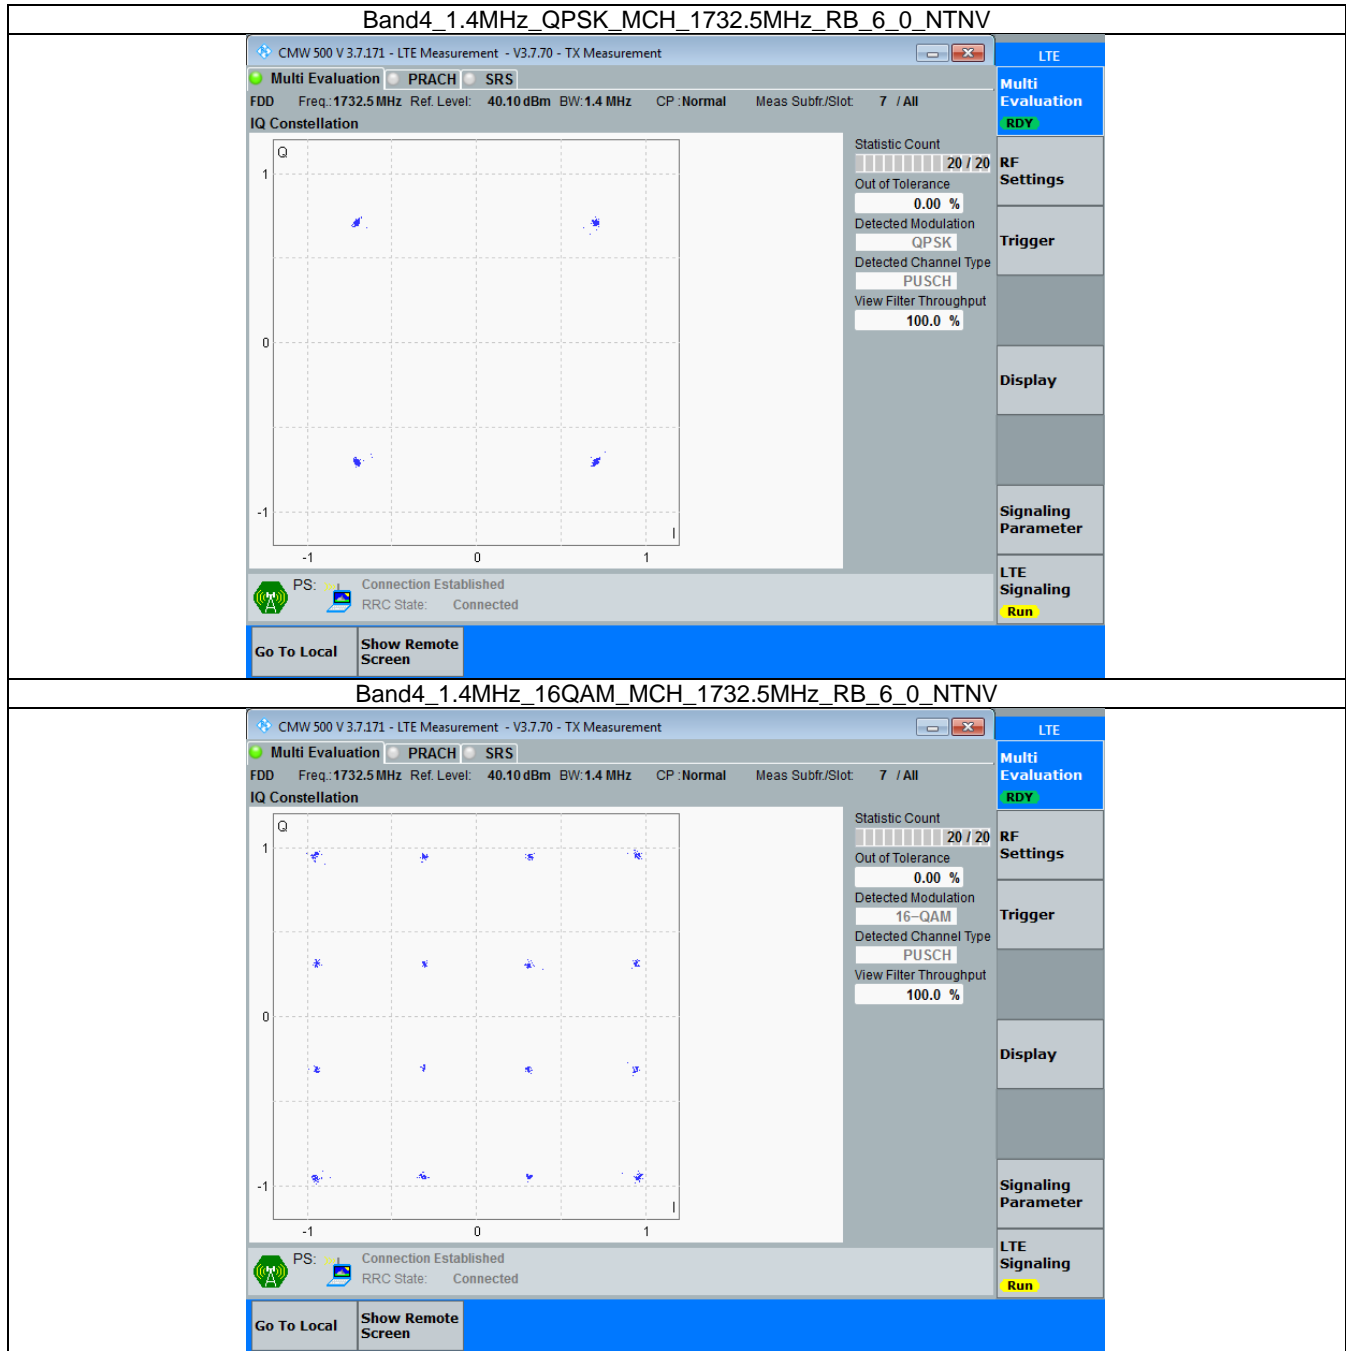 Band4_1.4MHz_QPSK_MCH_1732.5MHz_RB_6_0_NTNV
CMW 500 V 3.7.171 - LTE Measurement - V3.7.70 - TX Measurement
LTE
Multi Evaluation PRACH SRS
Multi
Evaluation
RDY
FDD Freq.:1732.5 MHz Ref. Level: 40.10 dBm BW:1.4 MHz CP :Normal Meas Subfr./Slot: 7 / All
IQ Constellation
Q
1
0
-1
-1 0 1
I
Statistic Count
20 / 20
Out of Tolerance
0.00 %
Detected Modulation
QPSK
Detected Channel Type
PUSCH
View Filter Throughput
100.0 %
RF
Settings
Trigger
Display
Signaling
Parameter
LTE
Signaling
Run
PS: Connection Established
RRC State: Connected
Go To Local
Show Remote
Screen
Band4_1.4MHz_16QAM_MCH_1732.5MHz_RB_6_0_NTNV
CMW 500 V 3.7.171 - LTE Measurement - V3.7.70 - TX Measurement
LTE
Multi Evaluation PRACH SRS
Multi
Evaluation
RDY
FDD Freq.:1732.5 MHz Ref. Level: 40.10 dBm BW:1.4 MHz CP :Normal Meas Subfr./Slot: 7 / All
IQ Constellation
Q
1
0
-1
-1 0 1
I
Statistic Count
20 / 20
Out of Tolerance
0.00 %
Detected Modulation
16-QAM
Detected Channel Type
PUSCH
View Filter Throughput
100.0 %
RF
Settings
Trigger
Display
Signaling
Parameter
LTE
Signaling
Run
PS: Connection Established
RRC State: Connected
Go To Local
Show Remote
Screen